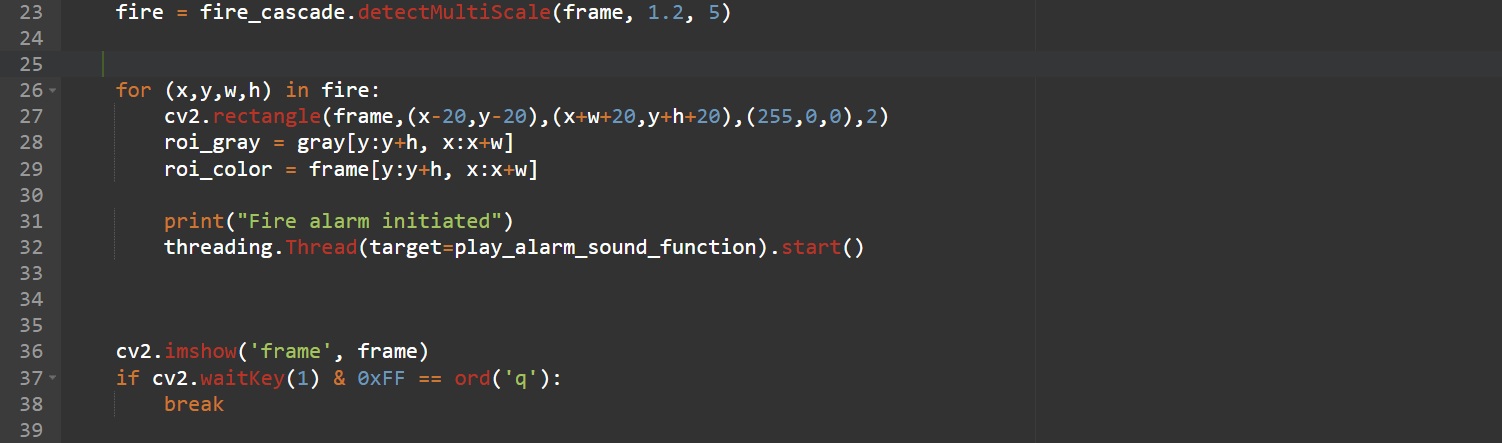 23     fire = fire_cascade.detectMultiScale(frame, 1.2, 5)
24
25
26     for (x,y,w,h) in fire:
27         cv2.rectangle(frame,(x-20,y-20),(x+w+20,y+h+20),(255,0,0),2)
28         roi_gray = gray[y:y+h, x:x+w]
29         roi_color = frame[y:y+h, x:x+w]
30
31         print("Fire alarm initiated")
32         threading.Thread(target=play_alarm_sound_function).start()
33
34
35
36     cv2.imshow('frame', frame)
37     if cv2.waitKey(1) & 0xFF == ord('q'):
38         break
39